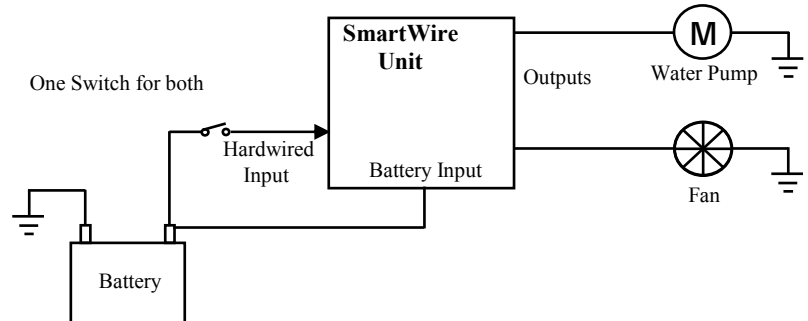 SmartWire
Unit
M
Water Pump
Outputs
One Switch for both
Hardwired
Input
Battery Input
Fan
Battery